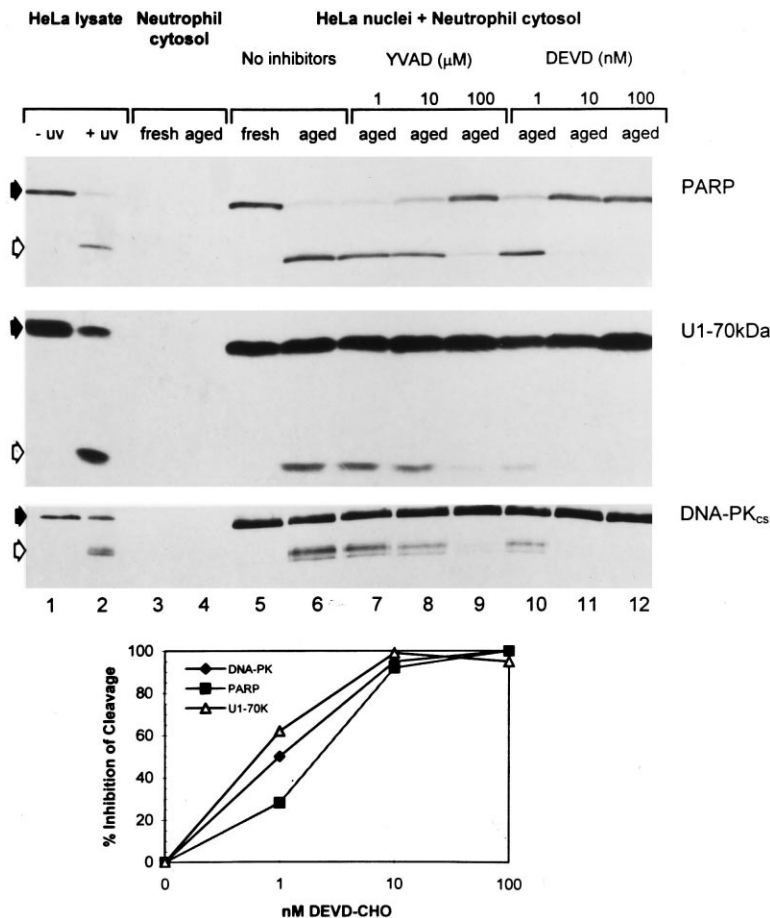 HeLa lysate Neutrophil cytosol HeLa nuclei + Neutrophil cytosol
No inhibitors YVAD (μM) DEVD (nM)
1 10 100 1 10 100
- uv + uv fresh aged fresh aged aged aged aged aged aged aged
PARP
U1-70kDa
DNA-PKcs
1 2 3 4 5 6 7 8 9 10 11 12
% Inhibition of Cleavage
100
80
60
40
20
0
DNA-PK
PARP
U1-70K
0 1 10 100
nM DEVD-CHO